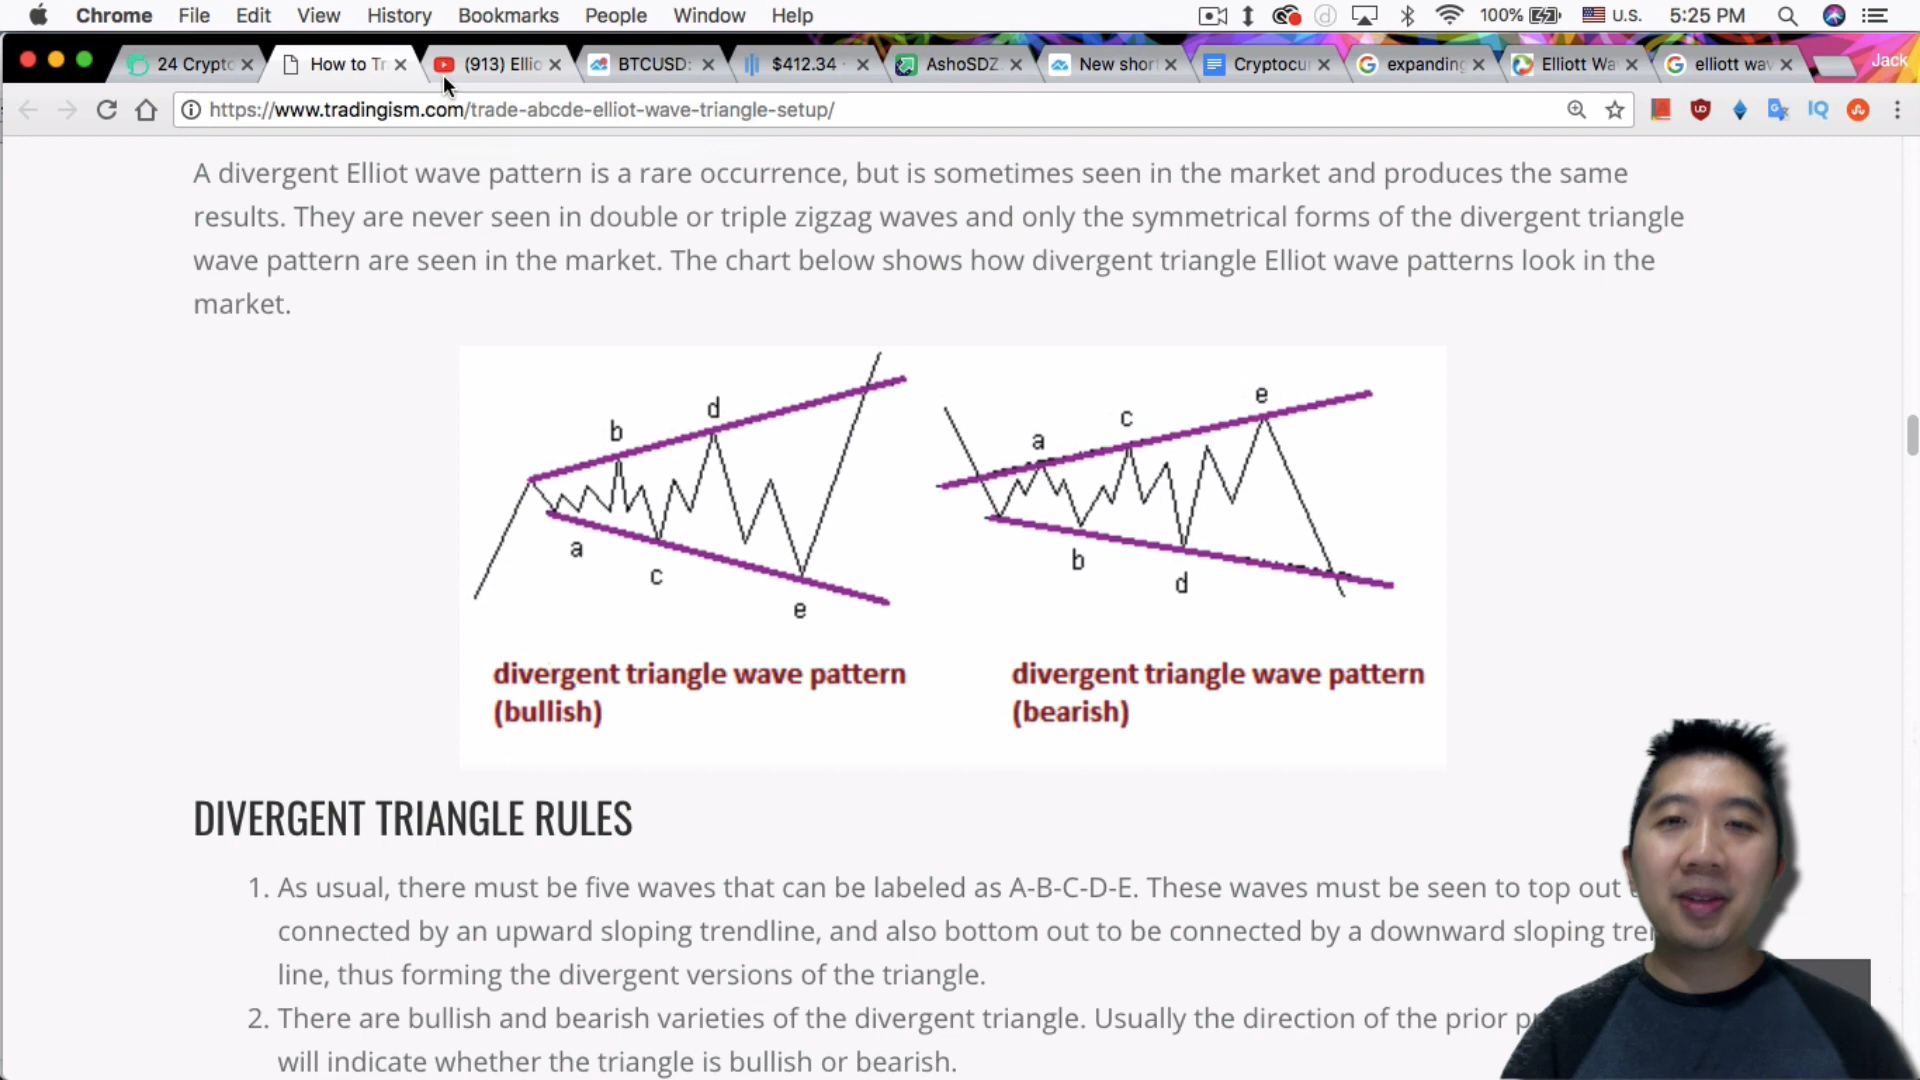 Chrome File Edit View History Bookmarks People Window Help 100% U.S. 5:25 PM
24 Crypto How to Tr (913) Ellio BTCUSD: $412.34 AshoSDZ New shor Cryptocur expanding Elliott Wa elliott wav Jack
https://www.tradingism.com/trade-abcde-elliot-wave-triangle-setup/
A divergent Elliot wave pattern is a rare occurrence, but is sometimes seen in the market and produces the same
results. They are never seen in double or triple zigzag waves and only the symmetrical forms of the divergent triangle
wave pattern are seen in the market. The chart below shows how divergent triangle Elliot wave patterns look in the
market.
b d
a c e
divergent triangle wave pattern
(bullish)
a c e
b d
divergent triangle wave pattern
(bearish)
DIVERGENT TRIANGLE RULES
1. As usual, there must be five waves that can be labeled as A-B-C-D-E. These waves must be seen to top out
connected by an upward sloping trendline, and also bottom out to be connected by a downward sloping
line, thus forming the divergent versions of the triangle.
2. There are bullish and bearish varieties of the divergent triangle. Usually the direction of the prior
will indicate whether the triangle is bullish or bearish.